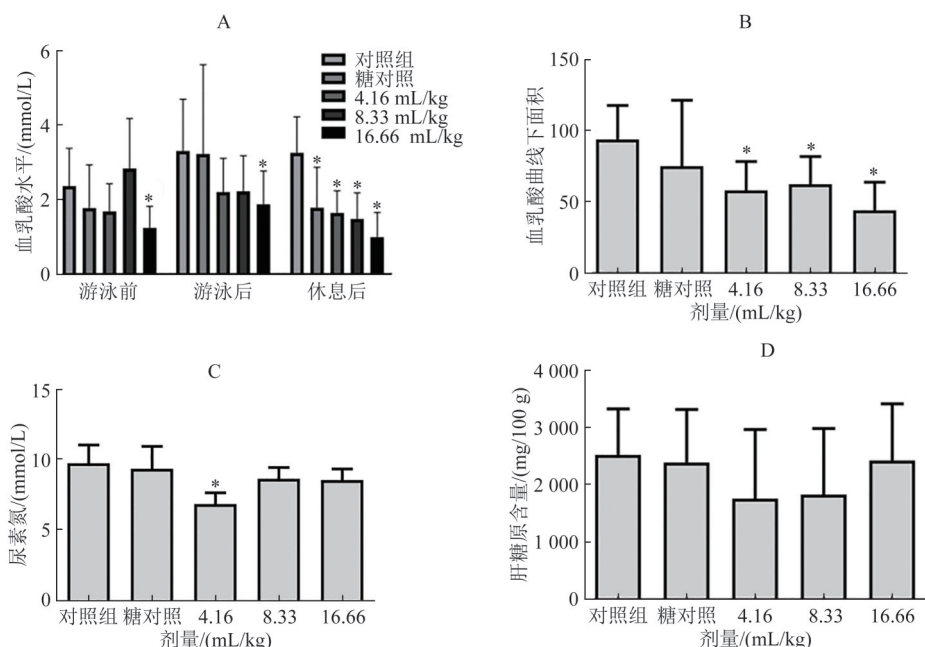 A
血乳酸水平/(mmol/L)
6
4
2
0
对照组
糖对照
4.16 mL/kg
8.33 mL/kg
16.66 mL/kg
* * * * * *
游泳前 游泳后 休息后
B
血乳酸曲线下面积
150
100
50
0
* * *
对照组 糖对照 4.16 8.33 16.66
剂量/(mL/kg)
C
尿素氮/(mmol/L)
15
10
5
0
*
对照组 糖对照 4.16 8.33 16.66
剂量/(mL/kg)
D
肝糖原含量/(mg/100 g)
4 000
3 000
2 000
1 000
0
对照组 糖对照 4.16 8.33 16.66
剂量/(mL/kg)